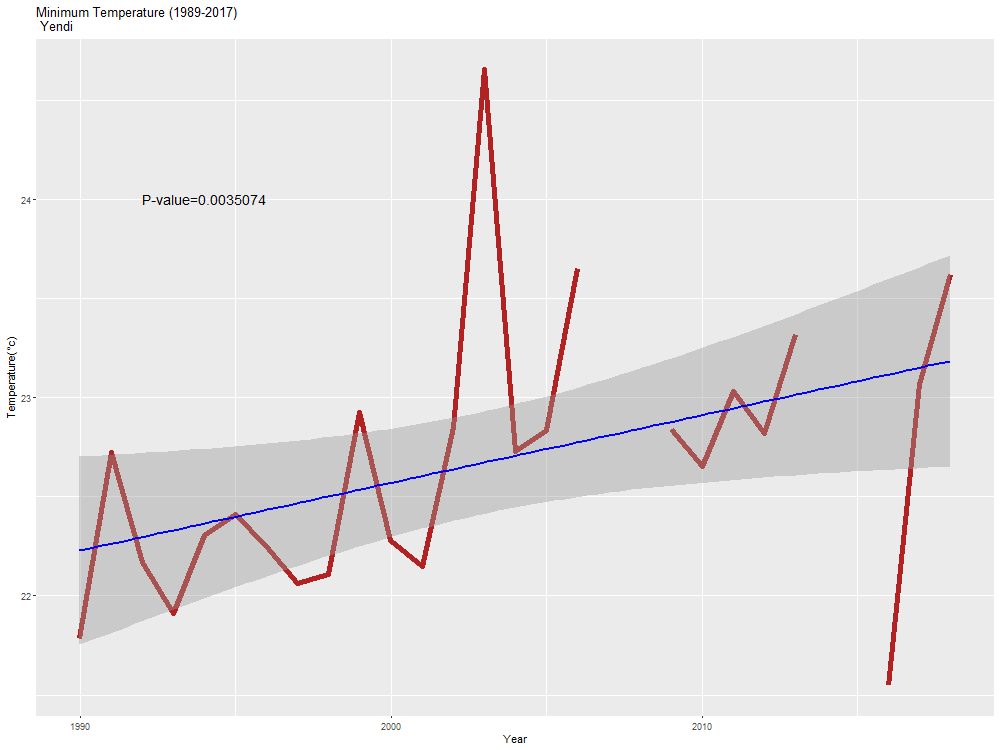 Minimum Temperature (1989-2017)
Yendi
P-value=0.0035074
24
23
22
Temperature(°c)
1990
2000
2010
Year